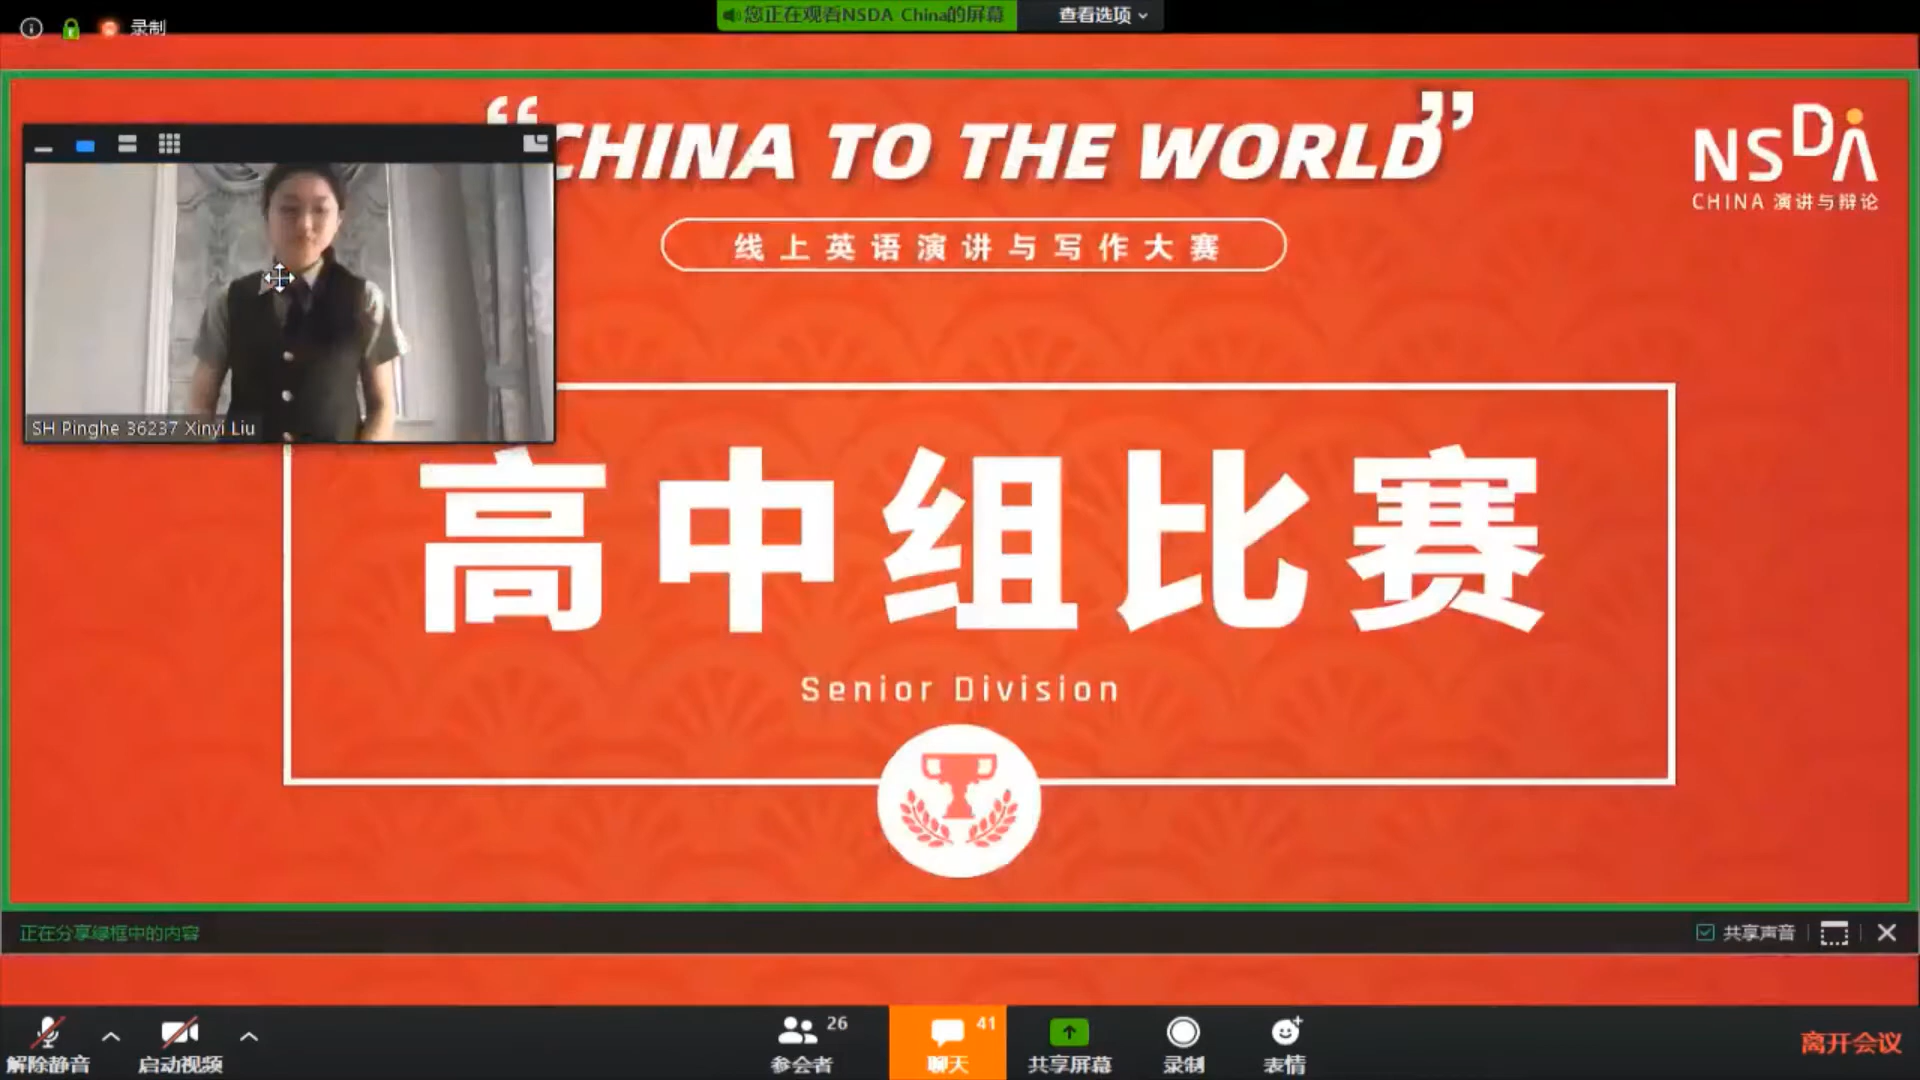 录制
您正在观看NSDA China的屏幕
查看选项
“CHINA TO THE WORLD”
NSDA
CHINA 演讲与辩论
线上英语演讲与写作大赛
SH Pinghe 36237 Xinyi Liu
高中组比赛
Senior Division
正在分享绿框中的内容
共享声音
解除静音
启动视频
参会者
26
聊天
41
共享屏幕
录制
表情
离开会议